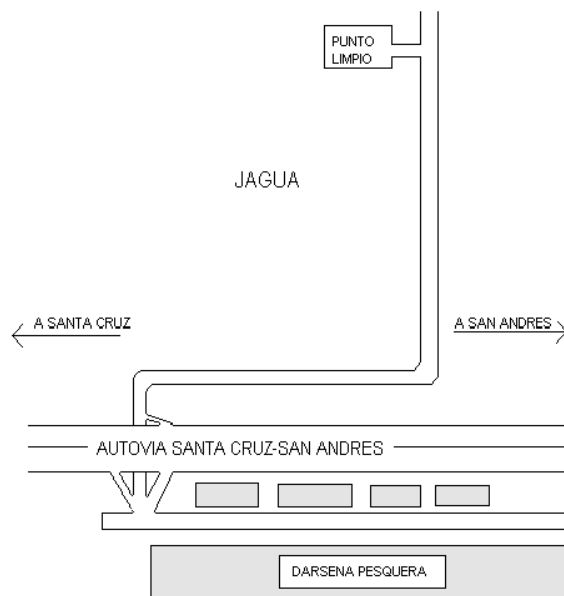 PUNTO
LIMPIO
JAGUA
A SANTA CRUZ
A SAN ANDRES
AUTOVIA SANTA CRUZ-SAN ANDRES
DARSENA PESQUERA